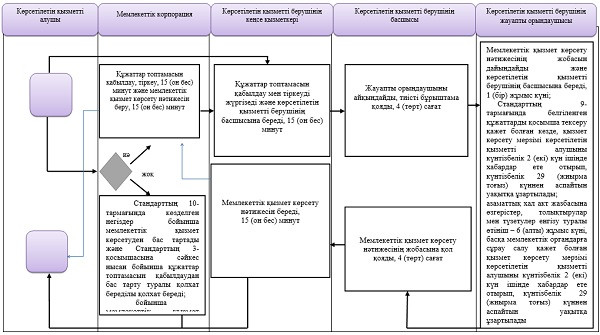 Көрсетілетін қызметті
алушы
Мемлекеттік корпорация
Көрсетілетін қызметті берушінің
кеңсе қызметкері
Көрсетілетін қызметті берушінің
басшысы
Көрсетілетін қызметті берушінің
жауапты орындаушысы
Құжаттар топтамасын
қабылдау, тіркеу, 15 (он бес)
минут және мемлекеттік
қызмет көрсету нәтижесін
беру, 15 (он бес) минут
иә
жоқ
Стандарттың 10-
тармағында көзделген
негіздер бойынша
мемлекеттік қызмет
көрсетуден бас тартады
және Стандарттың 3-
қосымшасына сәйкес
нысан бойынша құжаттар
топтамасын қабылдаудан
бас тарту туралы қолхат
береділы қолхат береді;
бойынша
мемлекеттік қызмет
Құжаттар топтамасын
қабылдау мен тіркеуді
жүргізеді және көрсетілетін
қызметті берушінің
басшысына береді, 15 (он бес)
минут
Мемлекеттік қызмет көрсету
нәтижесін береді,
15 (он бес) минут
Жауапты орындаушыны
айқындайды, тиісті бұрыштама
қояды, 4 (төрт) сағат
Мемлекеттік қызмет көрсету
нәтижесінің жобасына қол
қояды, 4 (төрт) сағат
Мемлекеттік қызмет көрсету
нәтижесінің жобасын
дайындайды және
көрсетілетін қызметті
берушінің басшысына береді,
1 (бір) жұмыс күні;
Стандарттың 9-
тармағында белгіленген
құжаттарды қосымша тексеру
қажет болған кезде, қызмет
көрсету мерзімі көрсетілетін
қызметті алушыны
күнтізбелік 2 (екі) күн ішінде
хабардар ете отырып,
күнтізбелік 29 (жиырма
тоғыз) күннен аспайтын
уақытқа ұзартылады;
азаматтық хал акт жазбасына
өзгерістер, толықтырулар
мен түзетулер енгізу туралы
өтініш – 6 (алты) жұмыс күні,
басқа мемлекеттік органдарға
сұрау салу қажет болған
қызмет көрсету мерзімі
көрсетілетін қызметті
алушыны күнтізбелік 2 (екі)
күн ішінде хабардар ете
отырып, күнтізбелік 29
(жиырма тоғыз) күннен
аспайтын уақытқа
ұзартылады